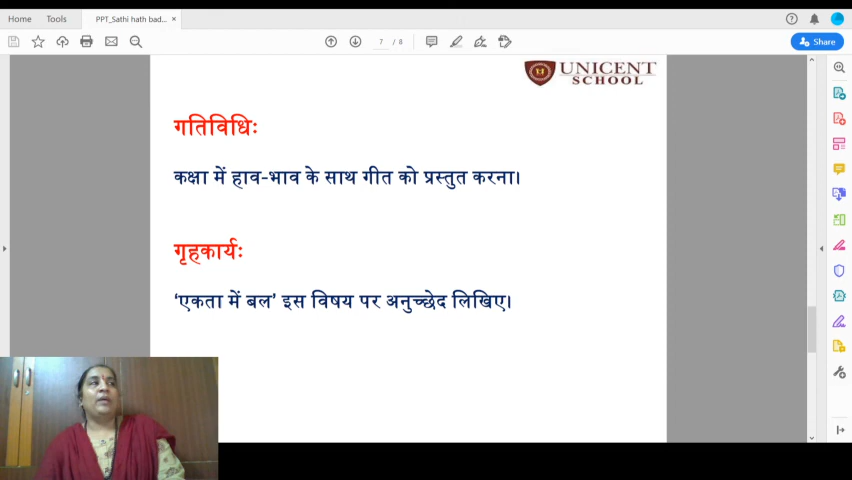 Home Tools PPT_Sathi hath bad... ×
7 / 8 Share
UNICENT
SCHOOL
गतिविधिः
कक्षा में हाव-भाव के साथ गीत को प्रस्तुत करना।
गृहकार्यः
‘एकता में बल’ इस विषय पर अनुच्छेद लिखिए।